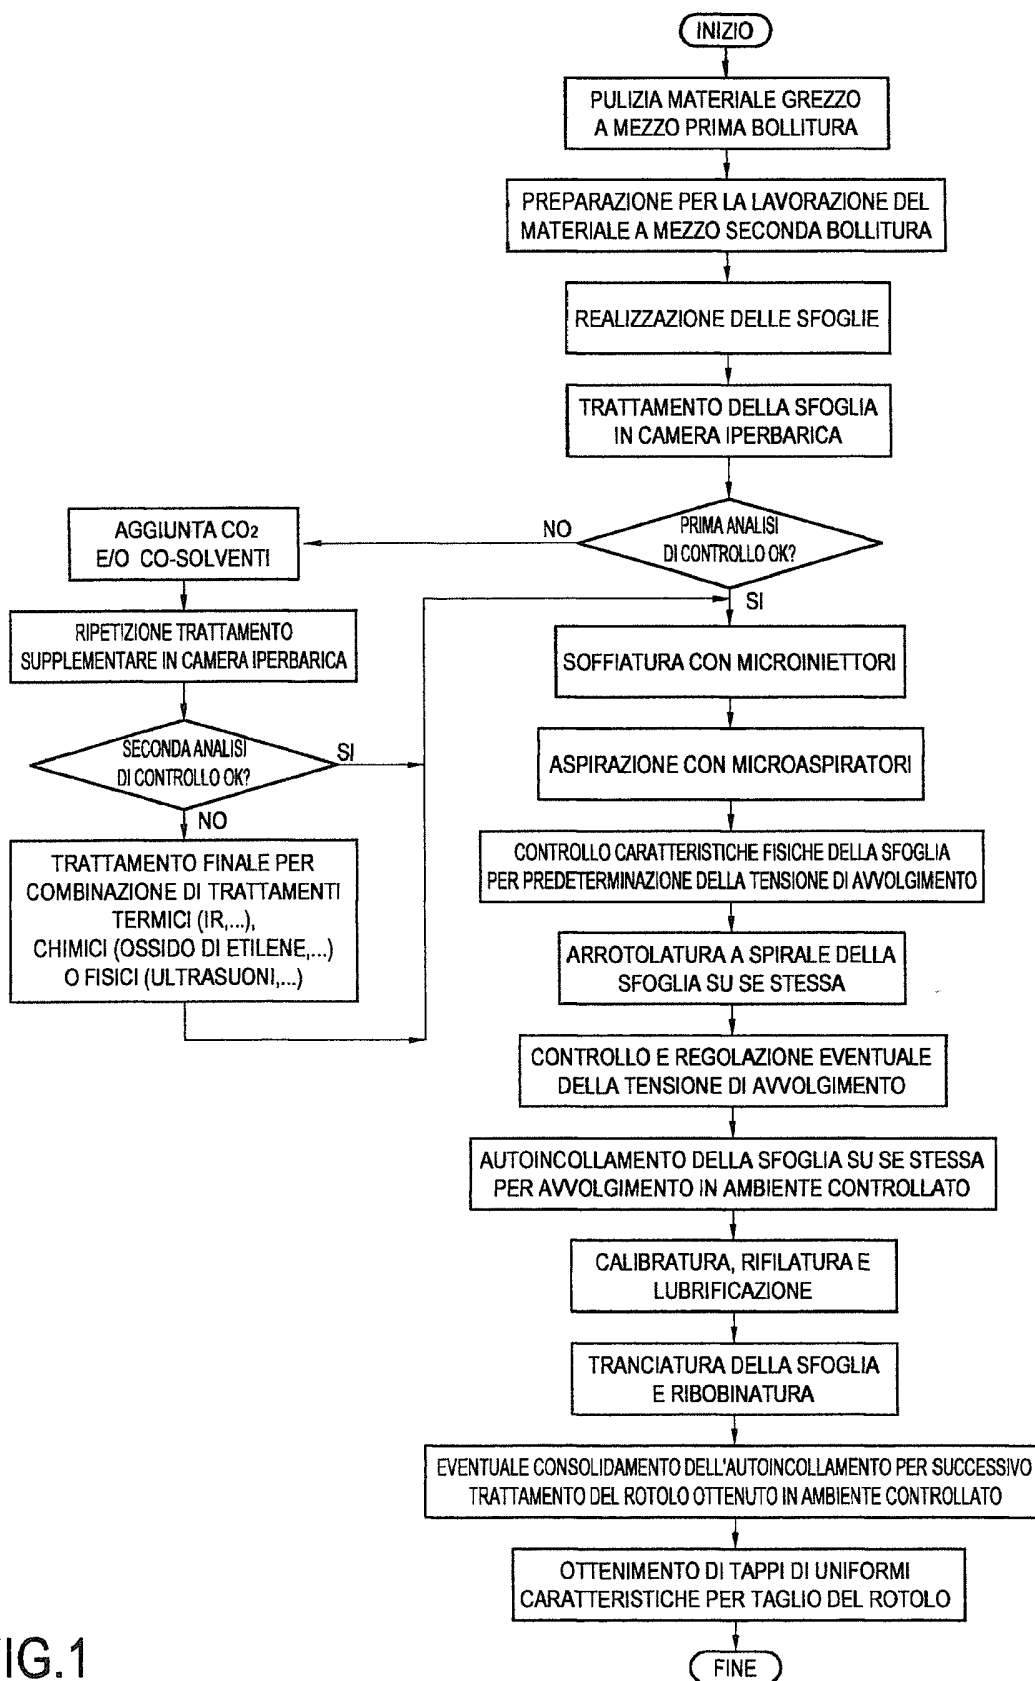 INIZIO
PULIZIA MATERIALE GREZZO
A MEZZO PRIMA BOLLITURA
PREPARAZIONE PER LA LAVORAZIONE DEL
MATERIALE A MEZZO SECONDA BOLLITURA
REALIZZAZIONE DELLE SFOGLIE
TRATTAMENTO DELLA SFOGLIA
IN CAMERA IPERBARICA
PRIMA ANALISI
DI CONTROLLO OK?
NO
SI
AGGIUNTA CO2
E/O CO-SOLVENTI
RIPETIZIONE TRATTAMENTO
SUPPLEMENTARE IN CAMERA IPERBARICA
SECONDA ANALISI
DI CONTROLLO OK?
SI
NO
TRATTAMENTO FINALE PER
COMBINAZIONE DI TRATTAMENTI
TERMICI (IR,...),
CHIMICI (OSSIDO DI ETILENE,...)
O FISICI (ULTRASUONI,...)
SOFFIATURA CON MICROINIETTORI
ASPIRAZIONE CON MICROASPIRATORI
CONTROLLO CARATTERISTICHE FISICHE DELLA SFOGLIA
PER PREDETERMINAZIONE DELLA TENSIONE DI AVVOLGIMENTO
ARROTOLATURA A SPIRALE DELLA
SFOGLIA SU SE STESSA
CONTROLLO E REGOLAZIONE EVENTUALE
DELLA TENSIONE DI AVVOLGIMENTO
AUTOINCOLLAMENTO DELLA SFOGLIA SU SE STESSA
PER AVVOLGIMENTO IN AMBIENTE CONTROLLATO
CALIBRATURA, RIFILATURA E
LUBRIFICAZIONE
TRANCIATURA DELLA SFOGLIA
E RIBOBINATURA
EVENTUALE CONSOLIDAMENTO DELL'AUTOINCOLLAMENTO PER SUCCESSIVO
TRATTAMENTO DEL ROTOLO OTTENUTO IN AMBIENTE CONTROLLATO
OTTENIMENTO DI TAPPI DI UNIFORMI
CARATTERISTICHE PER TAGLIO DEL ROTOLO
FINE
IG.1